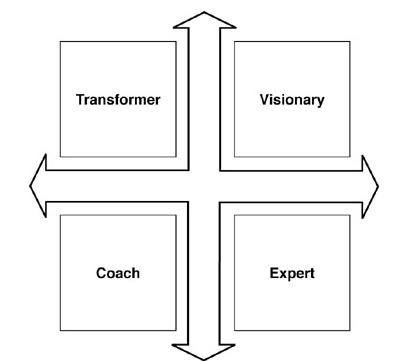 Transformer
Visionary
Coach
Expert